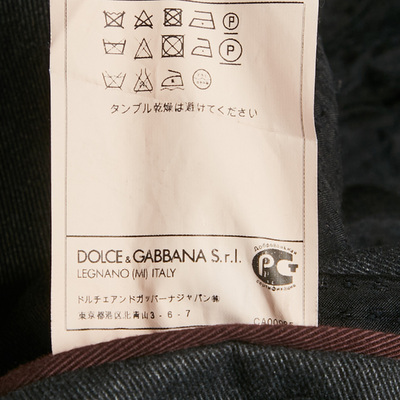 P
P
タンブル乾燥は避けてください
DOLCE & GABBANA S.r.l.
LEGNANO (MI) ITALY
ドルチェアンドガッバーナジャパン㈱
東京都港区北青山3-6-7